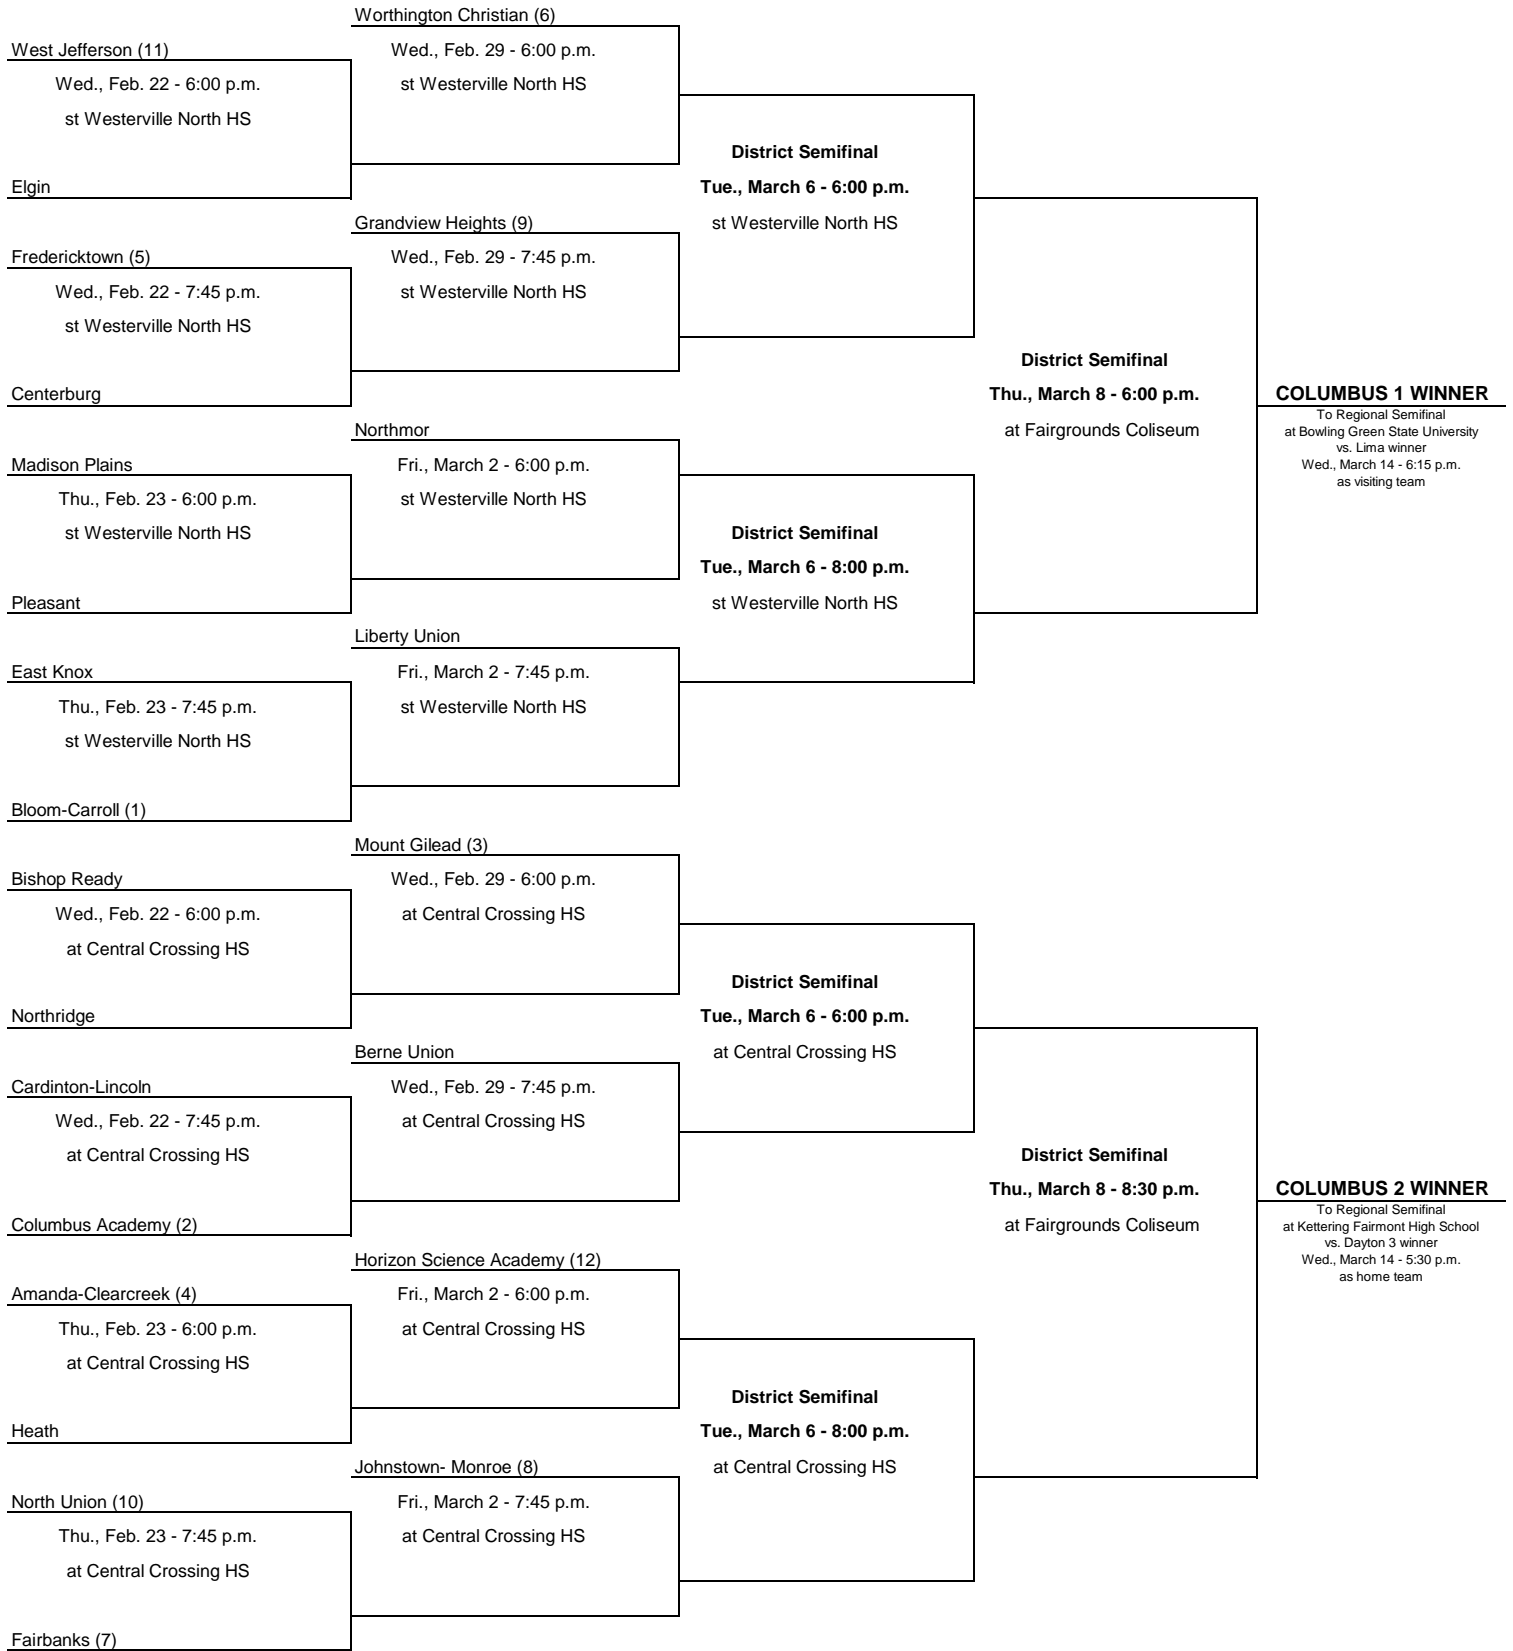 Worthington Christian (6)
West Jefferson (11)
Wed., Feb. 29 - 6:00 p.m.
Wed., Feb. 22 - 6:00 p.m.
st Westerville North HS
st Westerville North HS
District Semifinal
Elgin
Tue., March 6 - 6:00 p.m.
Grandview Heights (9)
st Westerville North HS
Fredericktown (5)
Wed., Feb. 29 - 7:45 p.m.
Wed., Feb. 22 - 7:45 p.m.
st Westerville North HS
st Westerville North HS
District Semifinal
Centerburg
Thu., March 8 - 6:00 p.m.
COLUMBUS 1 WINNER
Northmor
at Fairgrounds Coliseum
To Regional Semifinal
at Bowling Green State University
vs. Lima winner
Wed., March 14 - 6:15 p.m.
as visiting team
Madison Plains
Fri., March 2 - 6:00 p.m.
Thu., Feb. 23 - 6:00 p.m.
st Westerville North HS
st Westerville North HS
District Semifinal
Tue., March 6 - 8:00 p.m.
Pleasant
st Westerville North HS
Liberty Union
East Knox
Fri., March 2 - 7:45 p.m.
Thu., Feb. 23 - 7:45 p.m.
st Westerville North HS
st Westerville North HS
Bloom-Carroll (1)
Mount Gilead (3)
Bishop Ready
Wed., Feb. 29 - 6:00 p.m.
Wed., Feb. 22 - 6:00 p.m.
at Central Crossing HS
at Central Crossing HS
District Semifinal
Northridge
Tue., March 6 - 6:00 p.m.
Berne Union
at Central Crossing HS
Cardinton-Lincoln
Wed., Feb. 29 - 7:45 p.m.
Wed., Feb. 22 - 7:45 p.m.
at Central Crossing HS
at Central Crossing HS
District Semifinal
Thu., March 8 - 8:30 p.m.
COLUMBUS 2 WINNER
Columbus Academy (2)
at Fairgrounds Coliseum
To Regional Semifinal
at Kettering Fairmont High School
vs. Dayton 3 winner
Wed., March 14 - 5:30 p.m.
as home team
Horizon Science Academy (12)
Amanda-Clearcreek (4)
Fri., March 2 - 6:00 p.m.
Thu., Feb. 23 - 6:00 p.m.
at Central Crossing HS
at Central Crossing HS
District Semifinal
Heath
Tue., March 6 - 8:00 p.m.
Johnstown- Monroe (8)
at Central Crossing HS
North Union (10)
Fri., March 2 - 7:45 p.m.
Thu., Feb. 23 - 7:45 p.m.
at Central Crossing HS
at Central Crossing HS
Fairbanks (7)